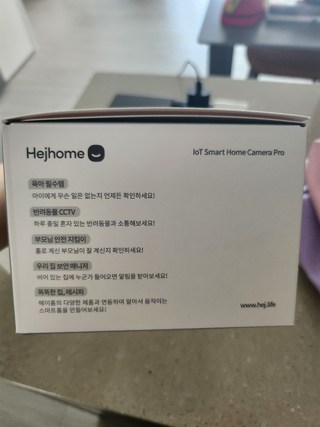 Hejhome
IoT Smart Home Camera Pro
육아 필수템
아이에게 무슨 일은 없는지 언제든 확인하세요!
반려동물 CCTV
하루 종일 혼자 있는 반려동물과 소통해보세요!
부모님 안전 지킴이
홀로 계신 부모님이 잘 계신지 확인하세요!
우리 집 보안 매니저
비어 있는 집에 누군가 들어오면 알림을 받아보세요!
똑똑한 집, 레시피
헤이홈의 다양한 제품과 연동하여 알아서 움직이는
스마트홈을 만들어보세요!
www.hej.life